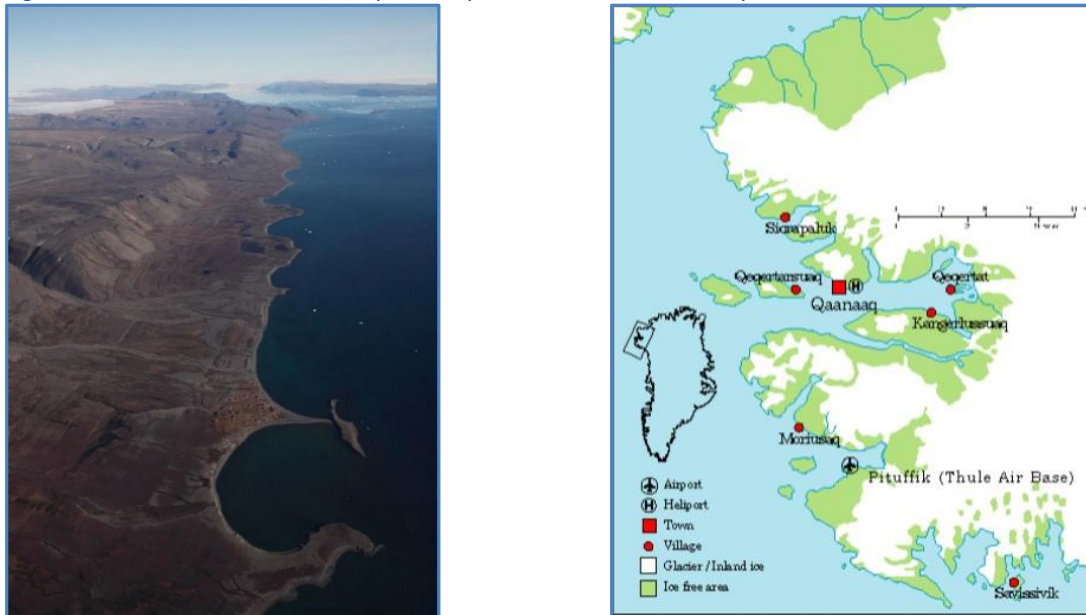 Siorapaluk
Qeqertarsuaq
Qeqertat
Qaanaaq
Kangerlussuaq
Moriusaq
Pituffik (Thule Air Base)
Airport
H Heliport
Town
Village
Glacier / Inland ice
Ice free area
Savissivik